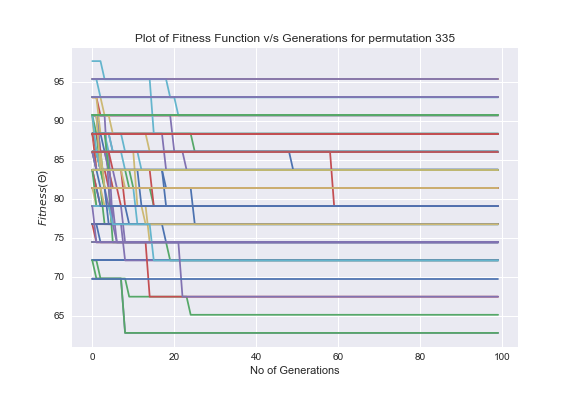 Plot of Fitness Function v/s Generations for permutation 335
Fitness(Θ)
95
90
85
80
75
70
65
0 20 40 60 80 100
No of Generations